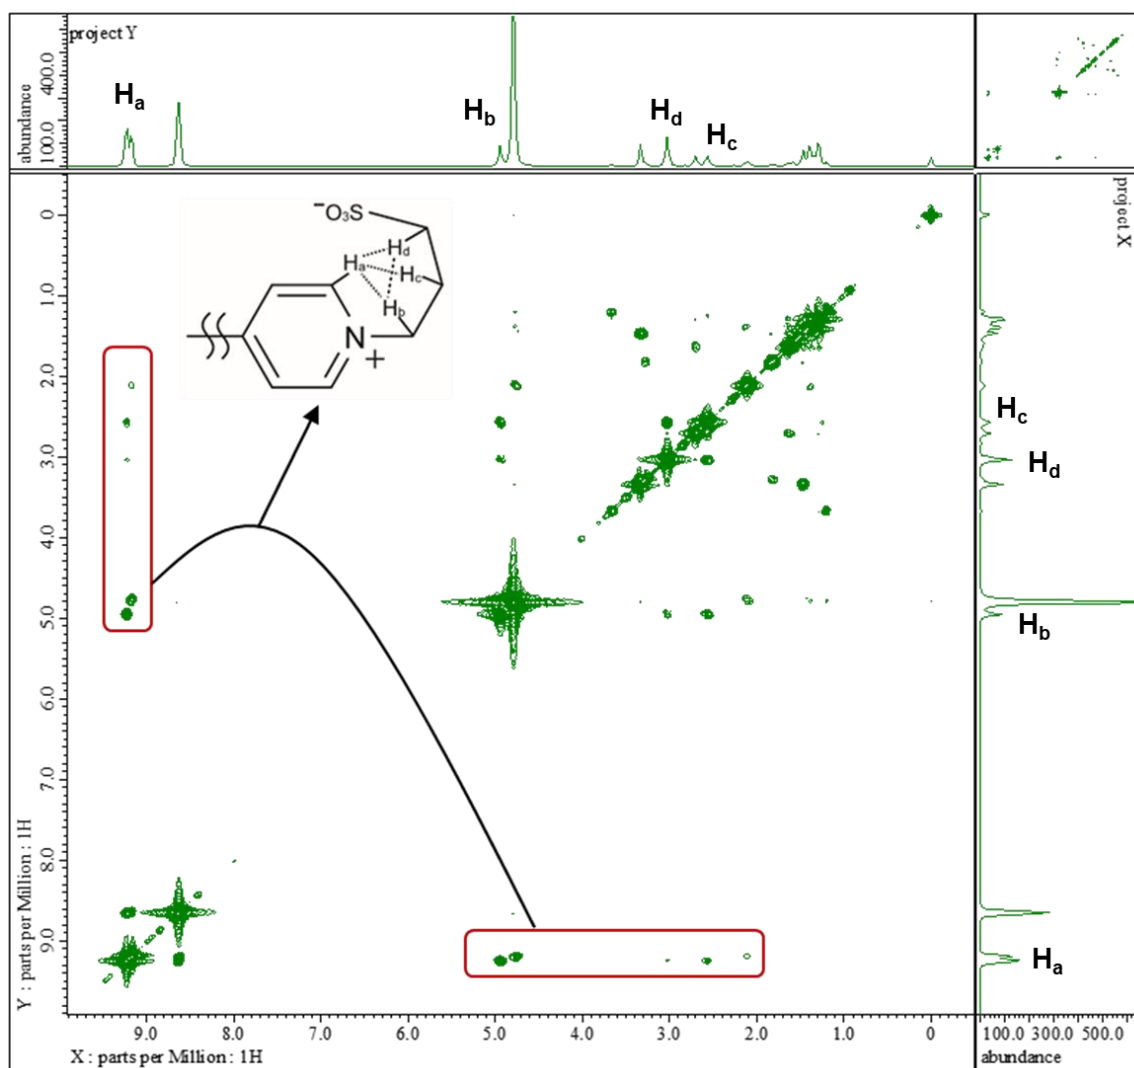 project Y
abundance
400.0
100.0
Ha
Hb
Hd
Hc
project X
⁻O3S
Hd
Ha
Hc
Hb
N
+
0
1.0
2.0
3.0
4.0
5.0
6.0
7.0
8.0
9.0
Y : parts per Million : 1H
Hc
Hd
Hb
Ha
9.0 8.0 7.0 6.0 5.0 4.0 3.0 2.0 1.0 0
X : parts per Million : 1H
100.0 300.0 500.0
abundance